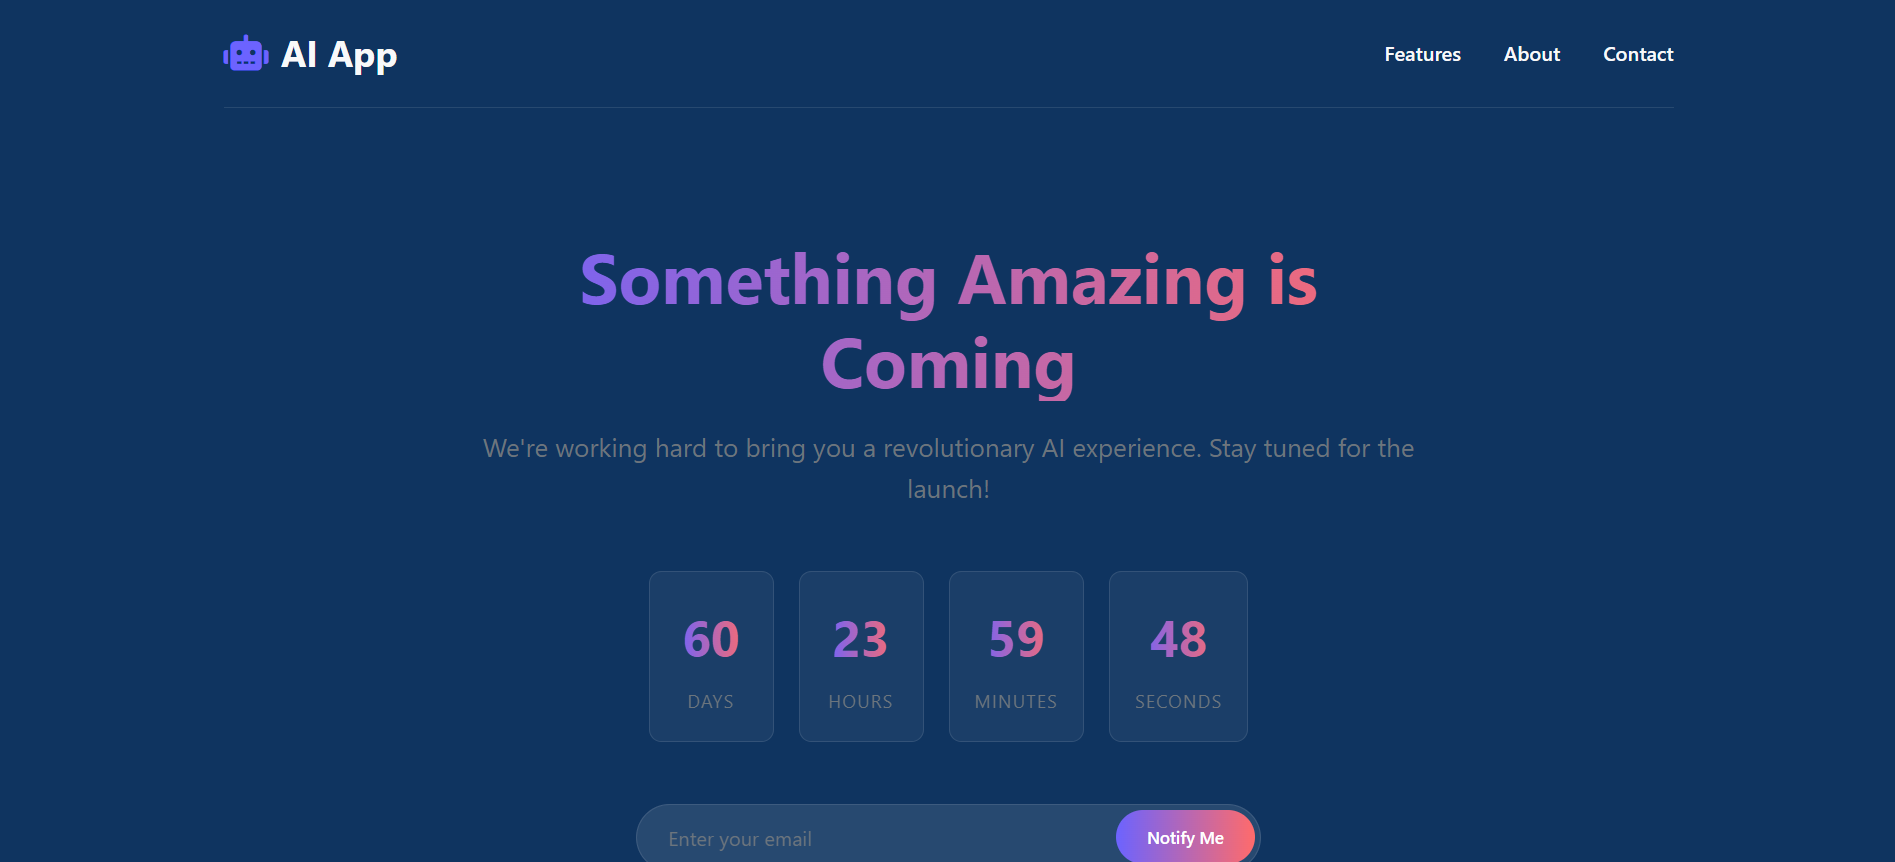 AI App
Features
About
Contact
Something Amazing is
Coming
We're working hard to bring you a revolutionary AI experience. Stay tuned for the
launch!
60
DAYS
23
HOURS
59
MINUTES
48
SECONDS
Enter your email
Notify Me